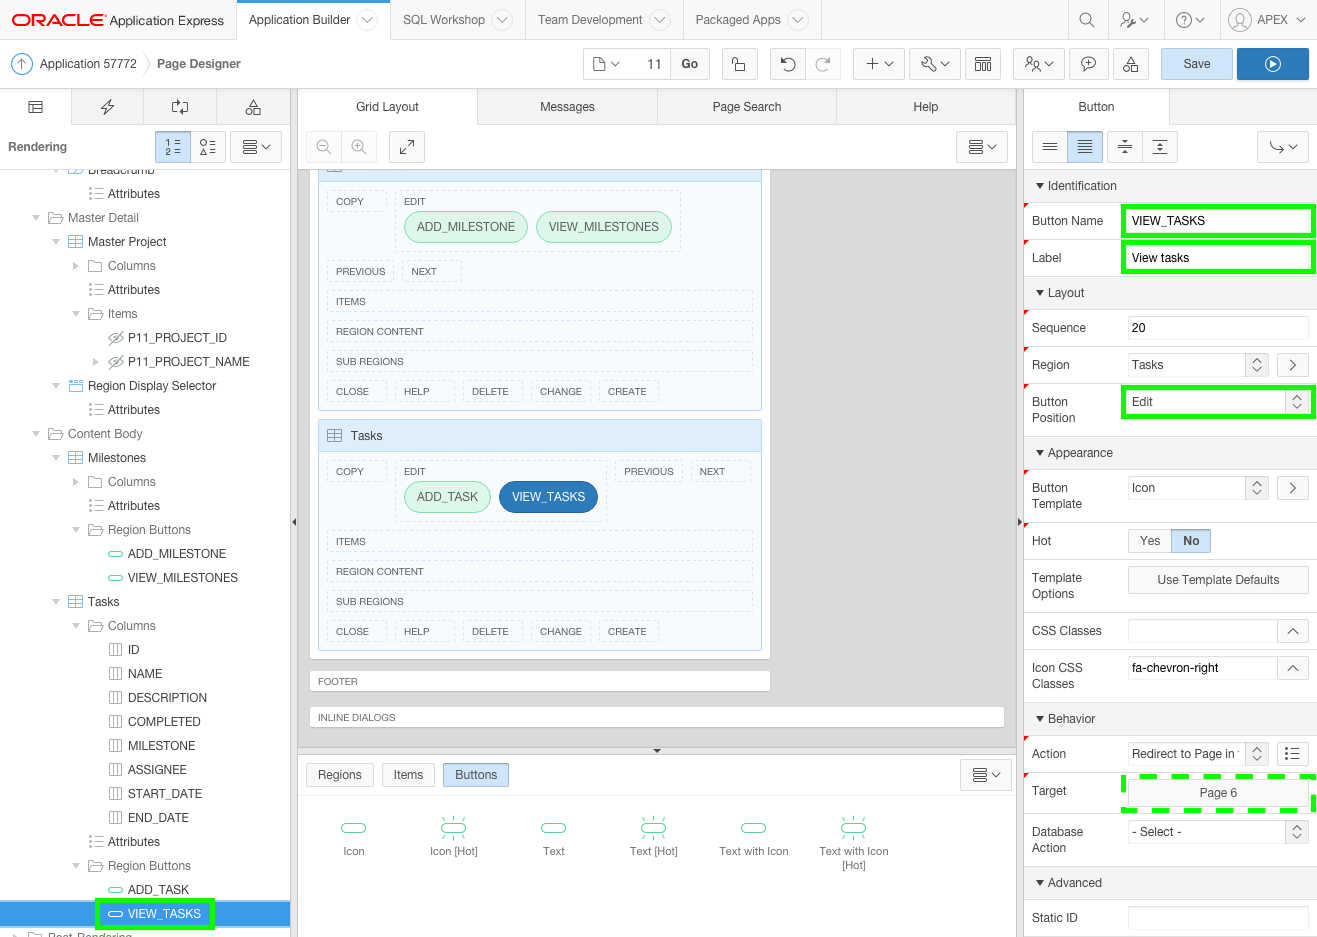 ORACLE Application Express
Application Builder
SQL Workshop
Team Development
Packaged Apps
APEX
Application 57772
Page Designer
11
Go
Save
Rendering
Breadcrumb
Attributes
Master Detail
Master Project
Columns
Attributes
Items
P11_PROJECT_ID
P11_PROJECT_NAME
Region Display Selector
Attributes
Content Body
Milestones
Columns
Attributes
Region Buttons
ADD_MILESTONE
VIEW_MILESTONES
Tasks
Columns
ID
NAME
DESCRIPTION
COMPLETED
MILESTONE
ASSIGNEE
START_DATE
END_DATE
Attributes
Region Buttons
ADD_TASK
VIEW_TASKS
Post-Rendering
Grid Layout
Messages
Page Search
Help
COPY
EDIT
ADD_MILESTONE
VIEW_MILESTONES
PREVIOUS
NEXT
ITEMS
REGION CONTENT
SUB REGIONS
CLOSE
HELP
DELETE
CHANGE
CREATE
Tasks
COPY
EDIT
PREVIOUS
NEXT
ADD_TASK
VIEW_TASKS
ITEMS
REGION CONTENT
SUB REGIONS
CLOSE
HELP
DELETE
CHANGE
CREATE
FOOTER
INLINE DIALOGS
Regions
Items
Buttons
Icon
Icon [Hot]
Text
Text [Hot]
Text with Icon
Text with Icon
[Hot]
Button
Identification
Button Name
VIEW_TASKS
Label
View tasks
Layout
Sequence
20
Region
Tasks
Button
Position
Edit
Appearance
Button
Template
Icon
Hot
Yes
No
Template
Options
Use Template Defaults
CSS Classes
Icon CSS
Classes
fa-chevron-right
Behavior
Action
Redirect to Page in
Target
Page 6
Database
Action
- Select -
Advanced
Static ID